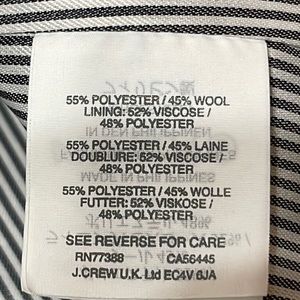 55% POLYESTER / 45% WOOL
LINING: 52% VISCOSE /
48% POLYESTER
55% POLYESTER / 45% LAINE
DOUBLURE: 52% VISCOSE /
48% POLYESTER
55% POLYESTER / 45% WOLLE
FUTTER: 52% VISKOSE /
48% POLYESTER
SEE REVERSE FOR CARE
RN77388 CA56445
J.CREW U.K. Ltd EC4V 6JA